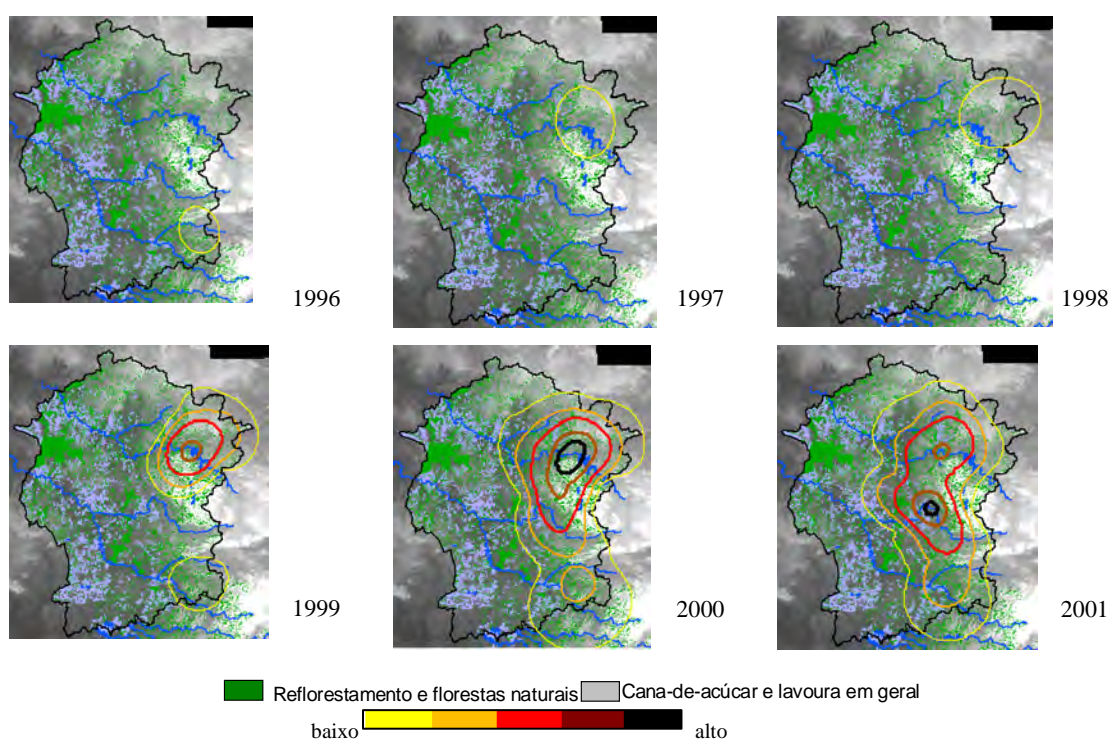 1996
1997
1998
1999
2000
2001
Reflorestamento e florestas naturais
Cana-de-acúcar e lavoura em geral
baixo
alto